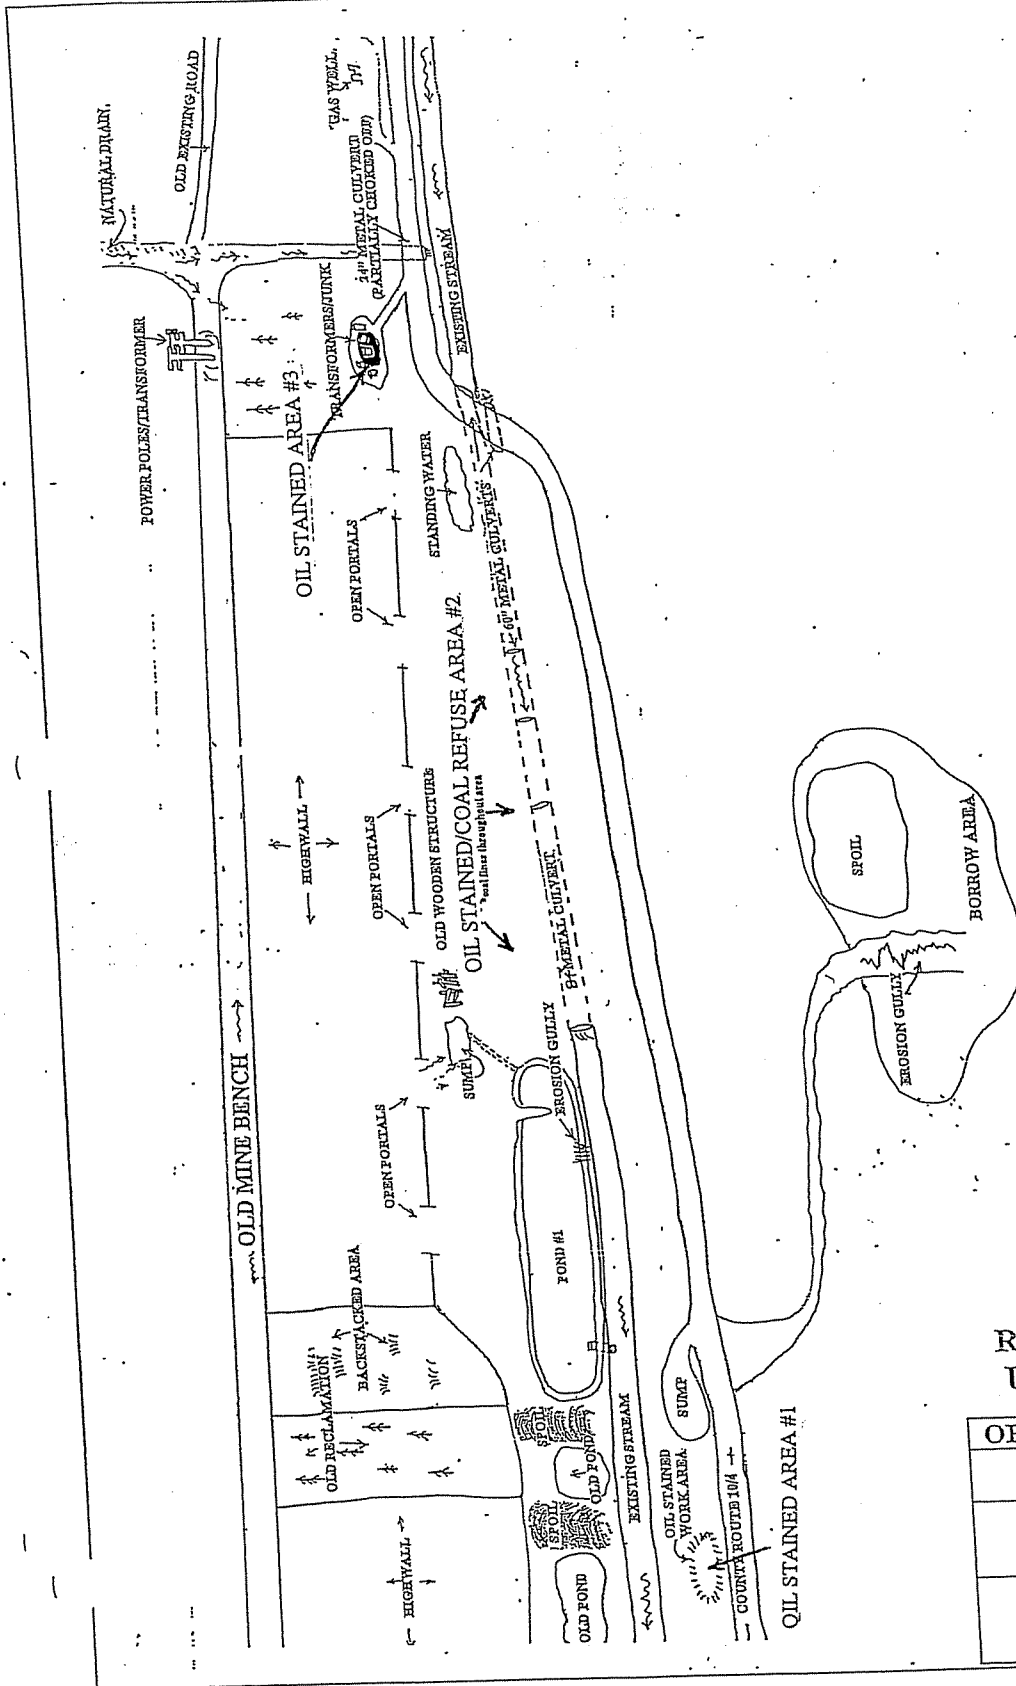 NATURAL DRAIN.
OLD EXISTING ROAD
"GAS WELL.
24" METAL CULVERT
(PARTIALLY CHOKED OFF)
POWER POLES/TRANSFORMER
TRANSFORMERS/JUNK
EXISTING STREAM
OIL STAINED AREA #3
OPEN PORTALS
STANDING WATER
60" METAL CULVERTS
HIGHWALL
OPEN PORTALS
OLD WOODEN STRUCTURE
OIL STAINED/COAL REFUSE AREA #2.
*coal fines throughout area
METAL CULVERT
SPOIL
BORROW AREA
EROSION GULLY
OLD MINE BENCH
OPEN PORTALS
SUMP
EROSION GULLY
POND #1
BACKSTACKED AREA
OLD RECLAMATION
SPOIL
OLD POND
SPOIL
OLD POND
EXISTING STREAM
SUMP
OIL STAINED
WORK AREA
COUNTY ROUTE 10/4
OIL STAINED AREA #1
HIGHWALL
R
U